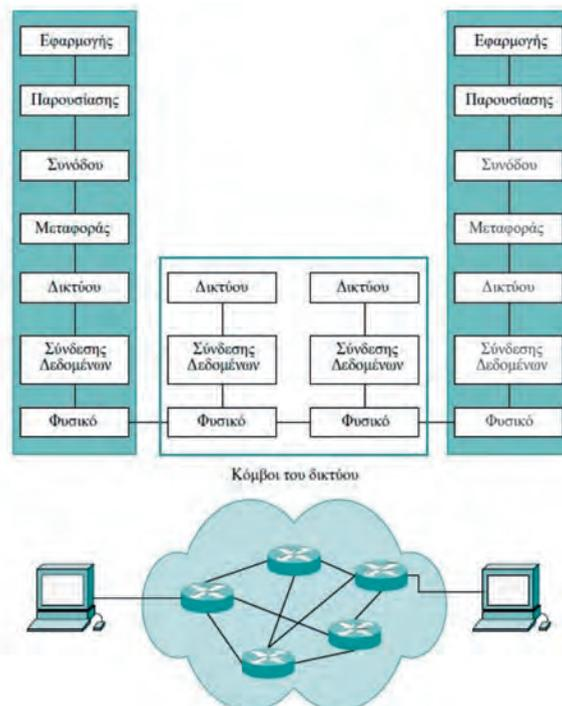 Εφαρμογής
Παρουσίασης
Συνόδου
Μεταφοράς
Δικτύου
Σύνδεσης
Δεδομένων
Φυσικό
Δικτύου
Σύνδεσης
Δεδομένων
Φυσικό
Δικτύου
Σύνδεσης
Δεδομένων
Φυσικό
Εφαρμογής
Παρουσίασης
Συνόδου
Μεταφοράς
Δικτύου
Σύνδεσης
Δεδομένων
Φυσικό
Κόμβοι του δικτύου